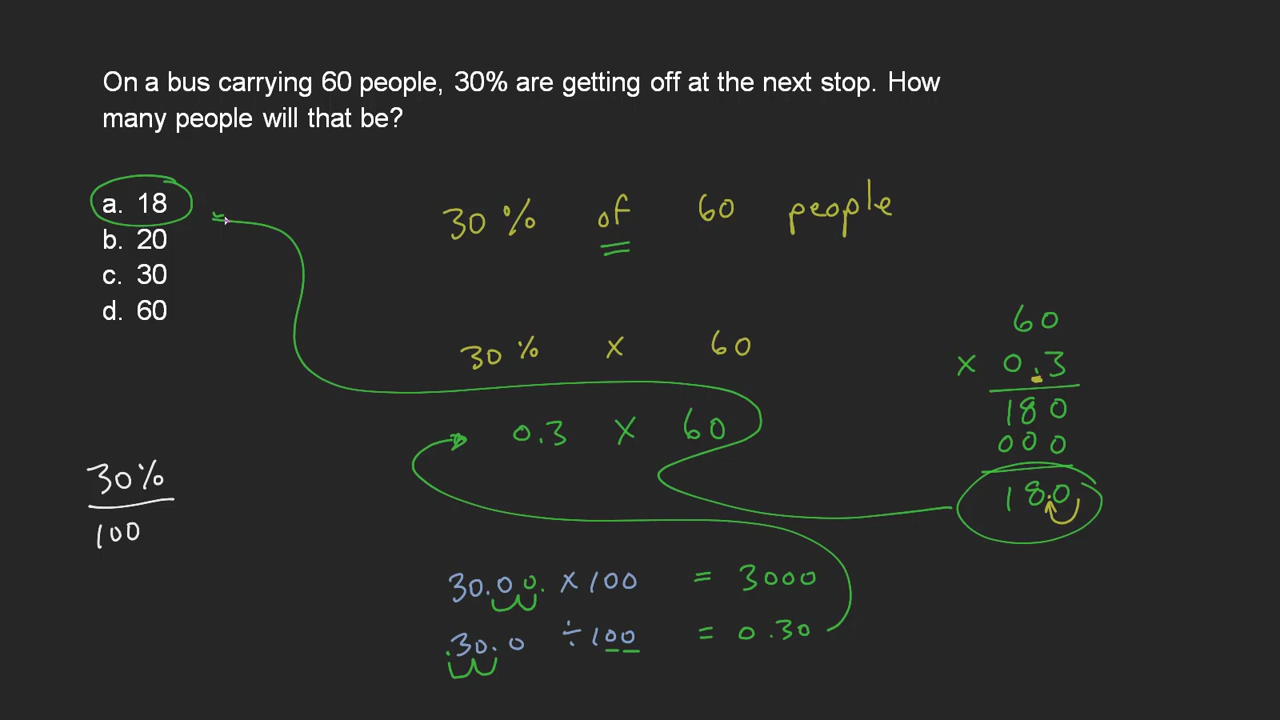 On a bus carrying 60 people, 30% are getting off at the next stop. How
many people will that be?
a. 18
b. 20
c. 30
d. 60
30% of 60 people
30% x 60
0.3 x 60
60
x 0.3
180
000
18.0
30%
100
30.00. x100 = 3000
.30.0 ÷100 = 0.30